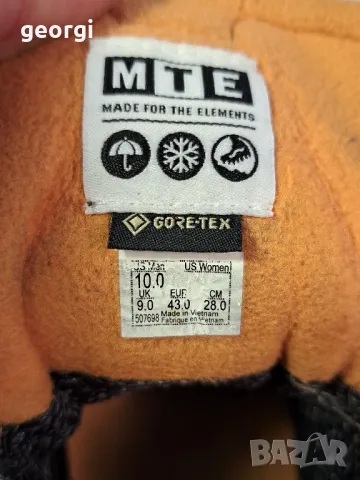 georgi
MTE
MADE FOR THE ELEMENTS
GORE-TEX
US Man US Women
10.0
UK EUR CM
9.0 43.0 28.0
507698 Made in Vietnam
Fabriqué en Vietnam
BAZAR